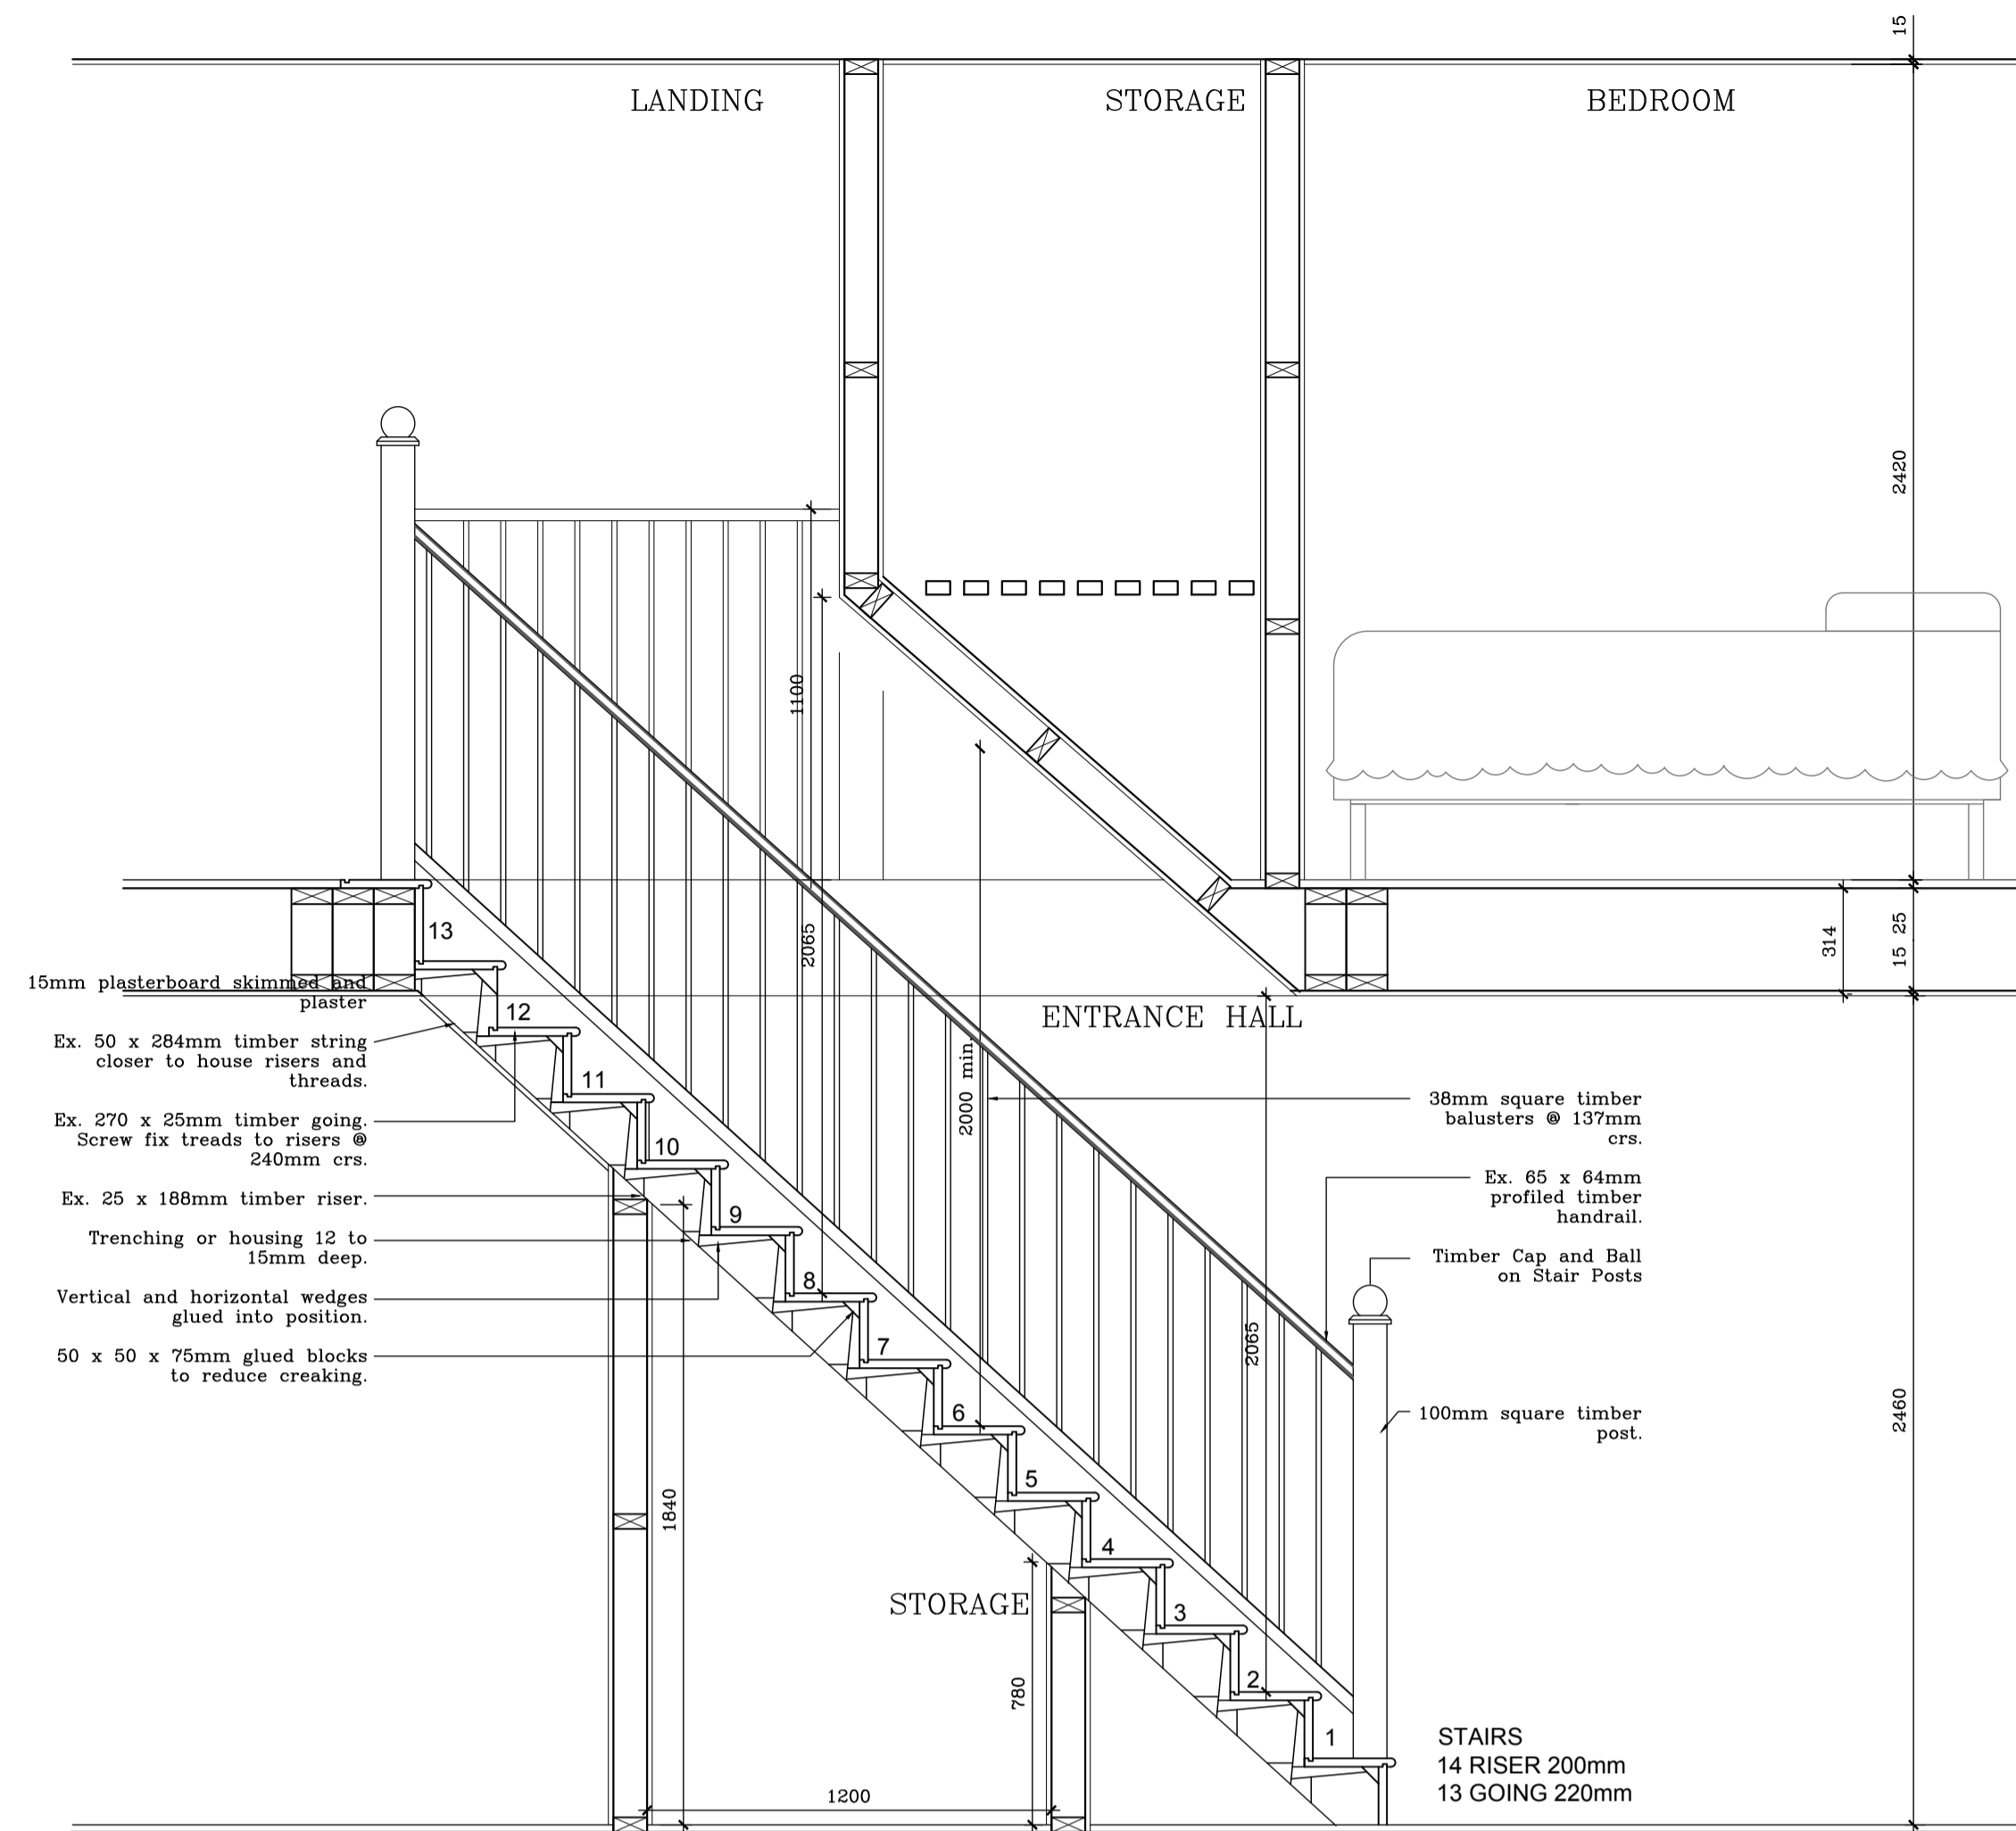 15
LANDING
STORAGE
BEDROOM
2420
1100
2065
13
314
15 25
15mm plasterboard skimmed and
plaster
12
ENTRANCE HALL
Ex. 50 x 284mm timber string
closer to house risers and
threads.
2000 min.
11
38mm square timber
balusters @ 137mm
crs.
Ex. 270 x 25mm timber going.
Screw fix treads to risers @
240mm crs.
10
Ex. 65 x 64mm
profiled timber
handrail.
Ex. 25 x 188mm timber riser.
9
Trenching or housing 12 to
15mm deep.
Timber Cap and Ball
on Stair Posts
8
Vertical and horizontal wedges
glued into position.
7
2065
50 x 50 x 75mm glued blocks
to reduce creaking.
6
100mm square timber
post.
2460
5
1840
4
STORAGE
3
780
2
1
STAIRS
14 RISER 200mm
13 GOING 220mm
1200